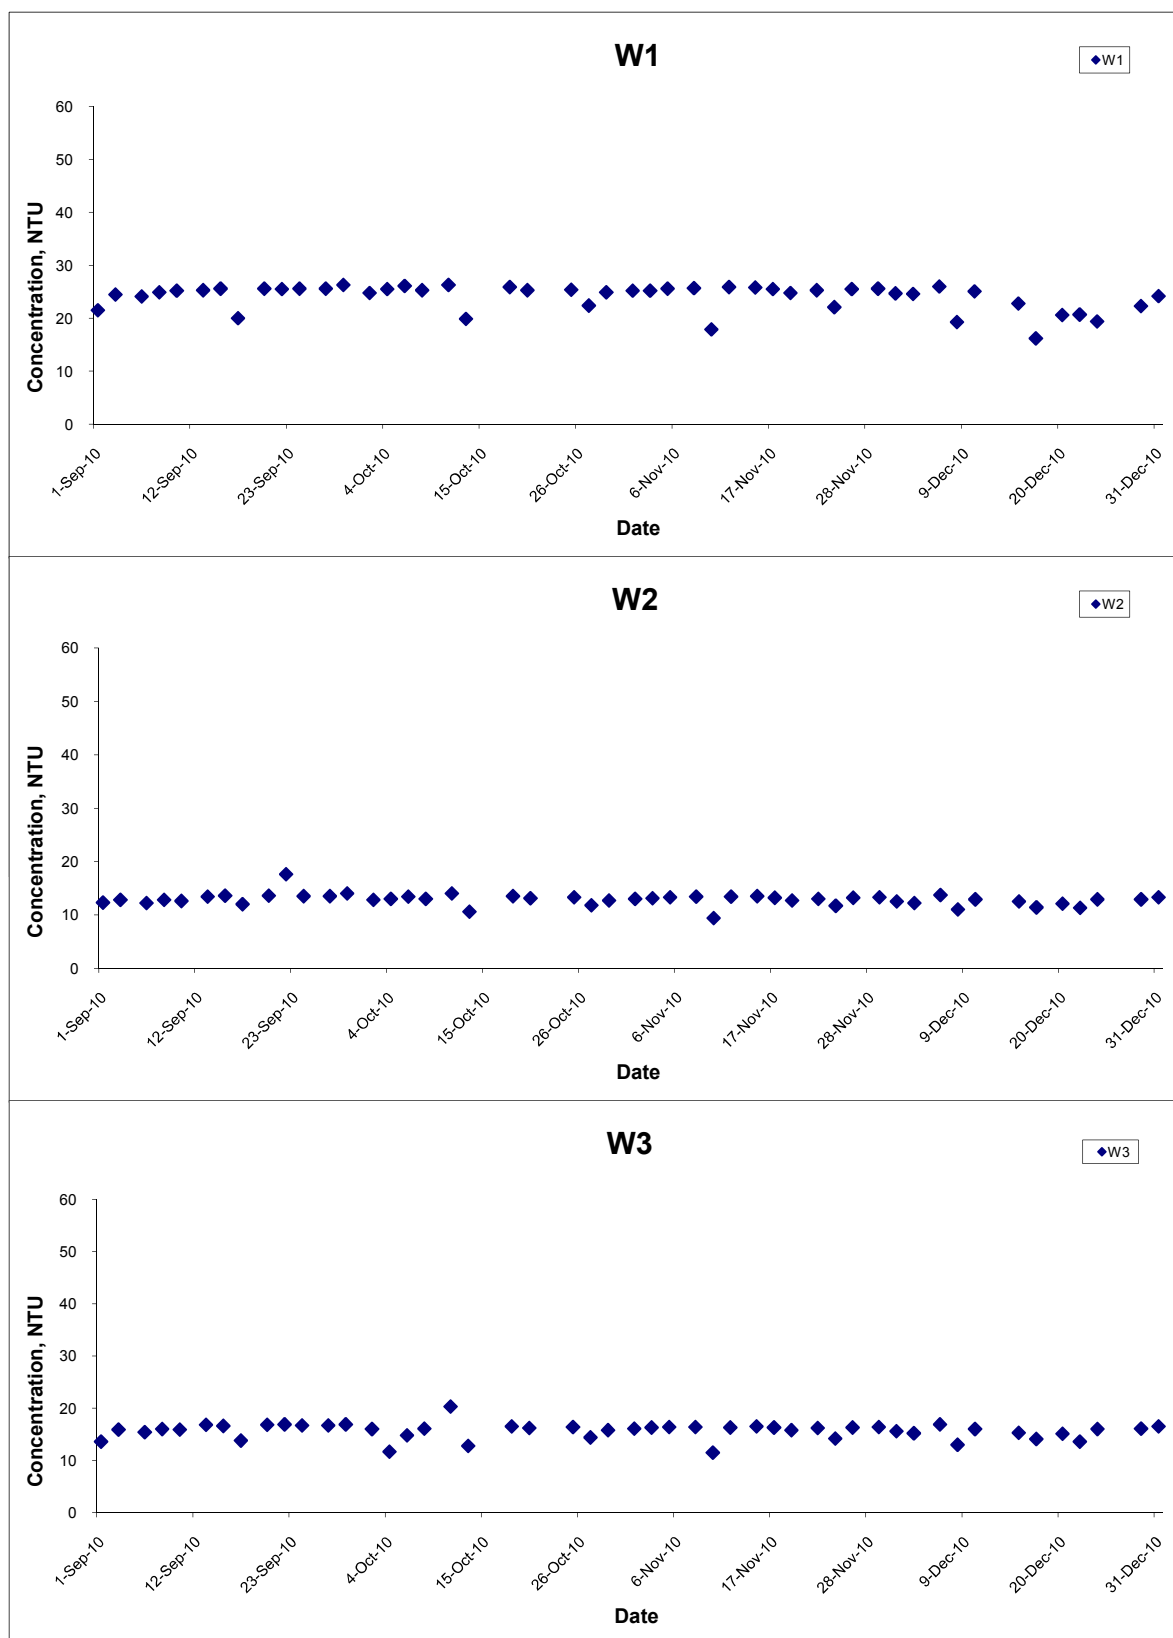 W1
W1
60
50
40
30
20
10
0
Concentration, NTU
1-Sep-10 12-Sep-10 23-Sep-10 4-Oct-10 15-Oct-10 26-Oct-10 6-Nov-10 17-Nov-10 28-Nov-10 9-Dec-10 20-Dec-10 31-Dec-10
Date
W2
W2
60
50
40
30
20
10
0
Concentration, NTU
1-Sep-10 12-Sep-10 23-Sep-10 4-Oct-10 15-Oct-10 26-Oct-10 6-Nov-10 17-Nov-10 28-Nov-10 9-Dec-10 20-Dec-10 31-Dec-10
Date
W3
W3
60
50
40
30
20
10
0
Concentration, NTU
1-Sep-10 12-Sep-10 23-Sep-10 4-Oct-10 15-Oct-10 26-Oct-10 6-Nov-10 17-Nov-10 28-Nov-10 9-Dec-10 20-Dec-10 31-Dec-10
Date